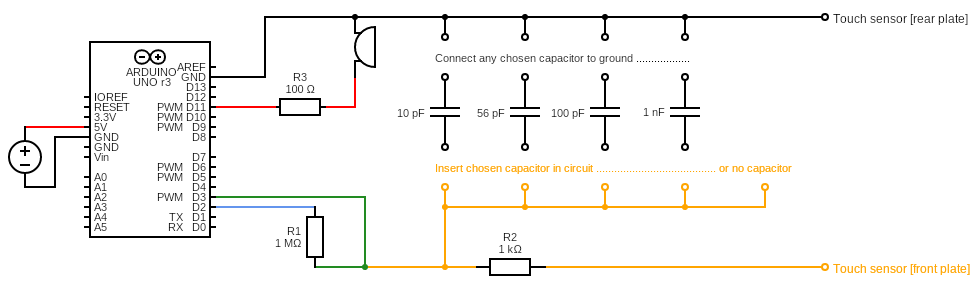 Touch sensor [rear plate]
Connect any chosen capacitor to ground ..................
ARDUINO
UNO r3
AREF
GND
D13
D12
PWM D11
PWM D10
PWM D9
D8
D7
PWM D6
PWM D5
D4
PWM D3
D2
TX D1
RX D0
IOREF
RESET
3.3V
5V
GND
GND
Vin
A0
A1
A2
A3
A4
A5
R3
100 Ω
10 pF
56 pF
100 pF
1 nF
Insert chosen capacitor in circuit ........................................ or no capacitor
R1
1 MΩ
R2
1 kΩ
Touch sensor [front plate]